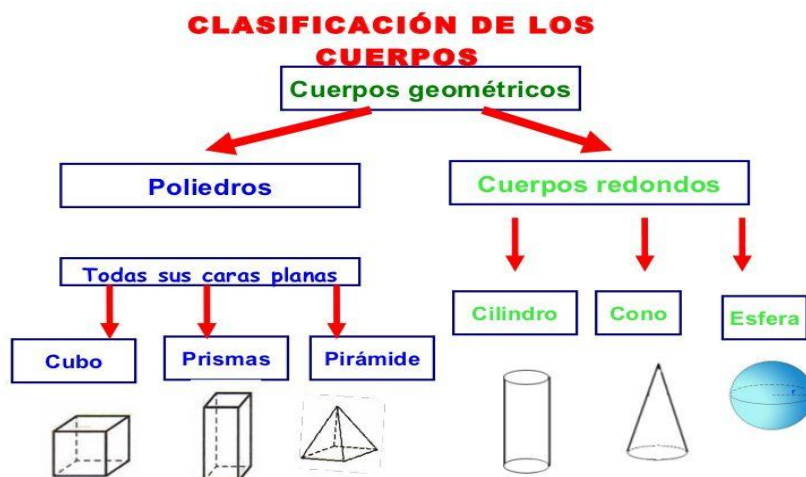 CLASIFICACIÓN DE LOS
CUERPOS
Cuerpos geométricos
Poliedros
Cuerpos redondos
Todas sus caras planas
Cubo
Prismas
Pirámide
Cilindro
Cono
Esfera
r